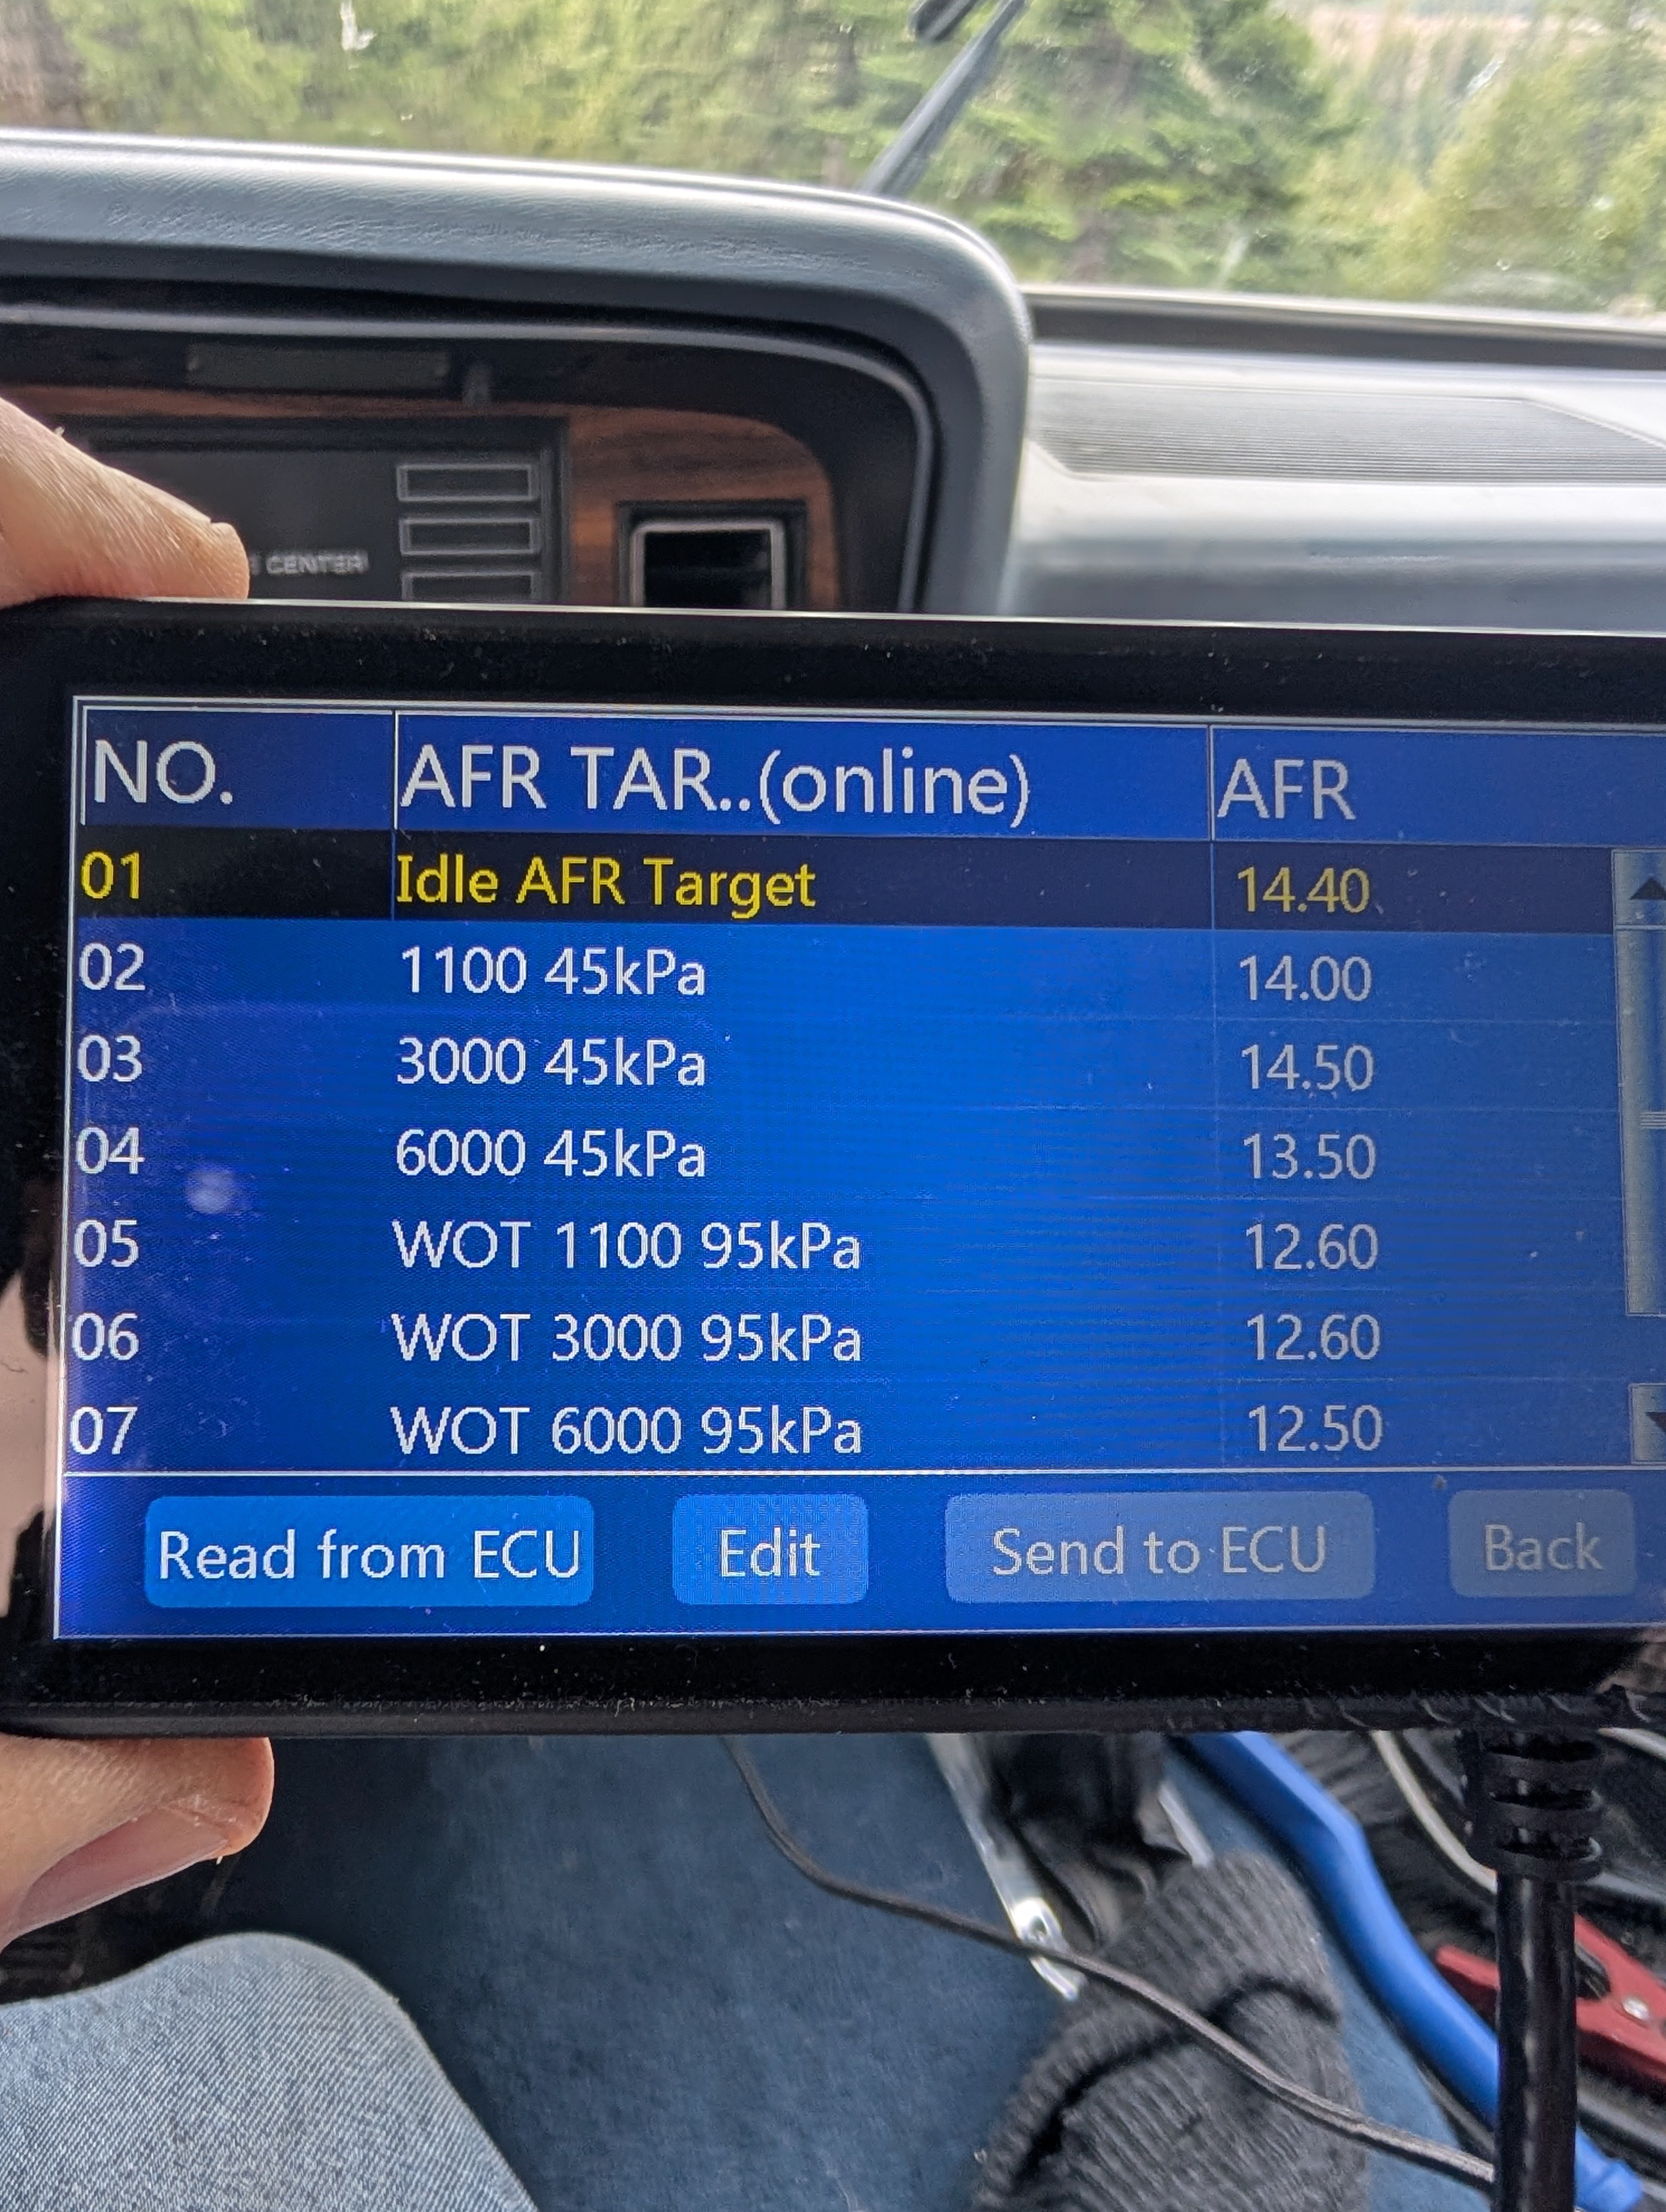 CENTER
NO. AFR TAR..(online) AFR
01 Idle AFR Target 14.40
02 1100 45kPa 14.00
03 3000 45kPa 14.50
04 6000 45kPa 13.50
05 WOT 1100 95kPa 12.60
06 WOT 3000 95kPa 12.60
07 WOT 6000 95kPa 12.50
Read from ECU Edit Send to ECU Back